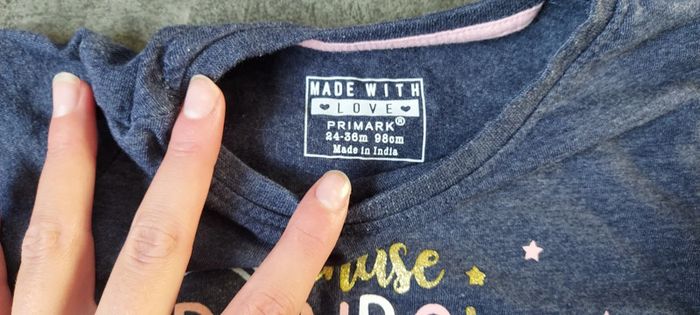 MADE WITH
LOVE
PRIMARK®
24-36m 98cm
Made in India